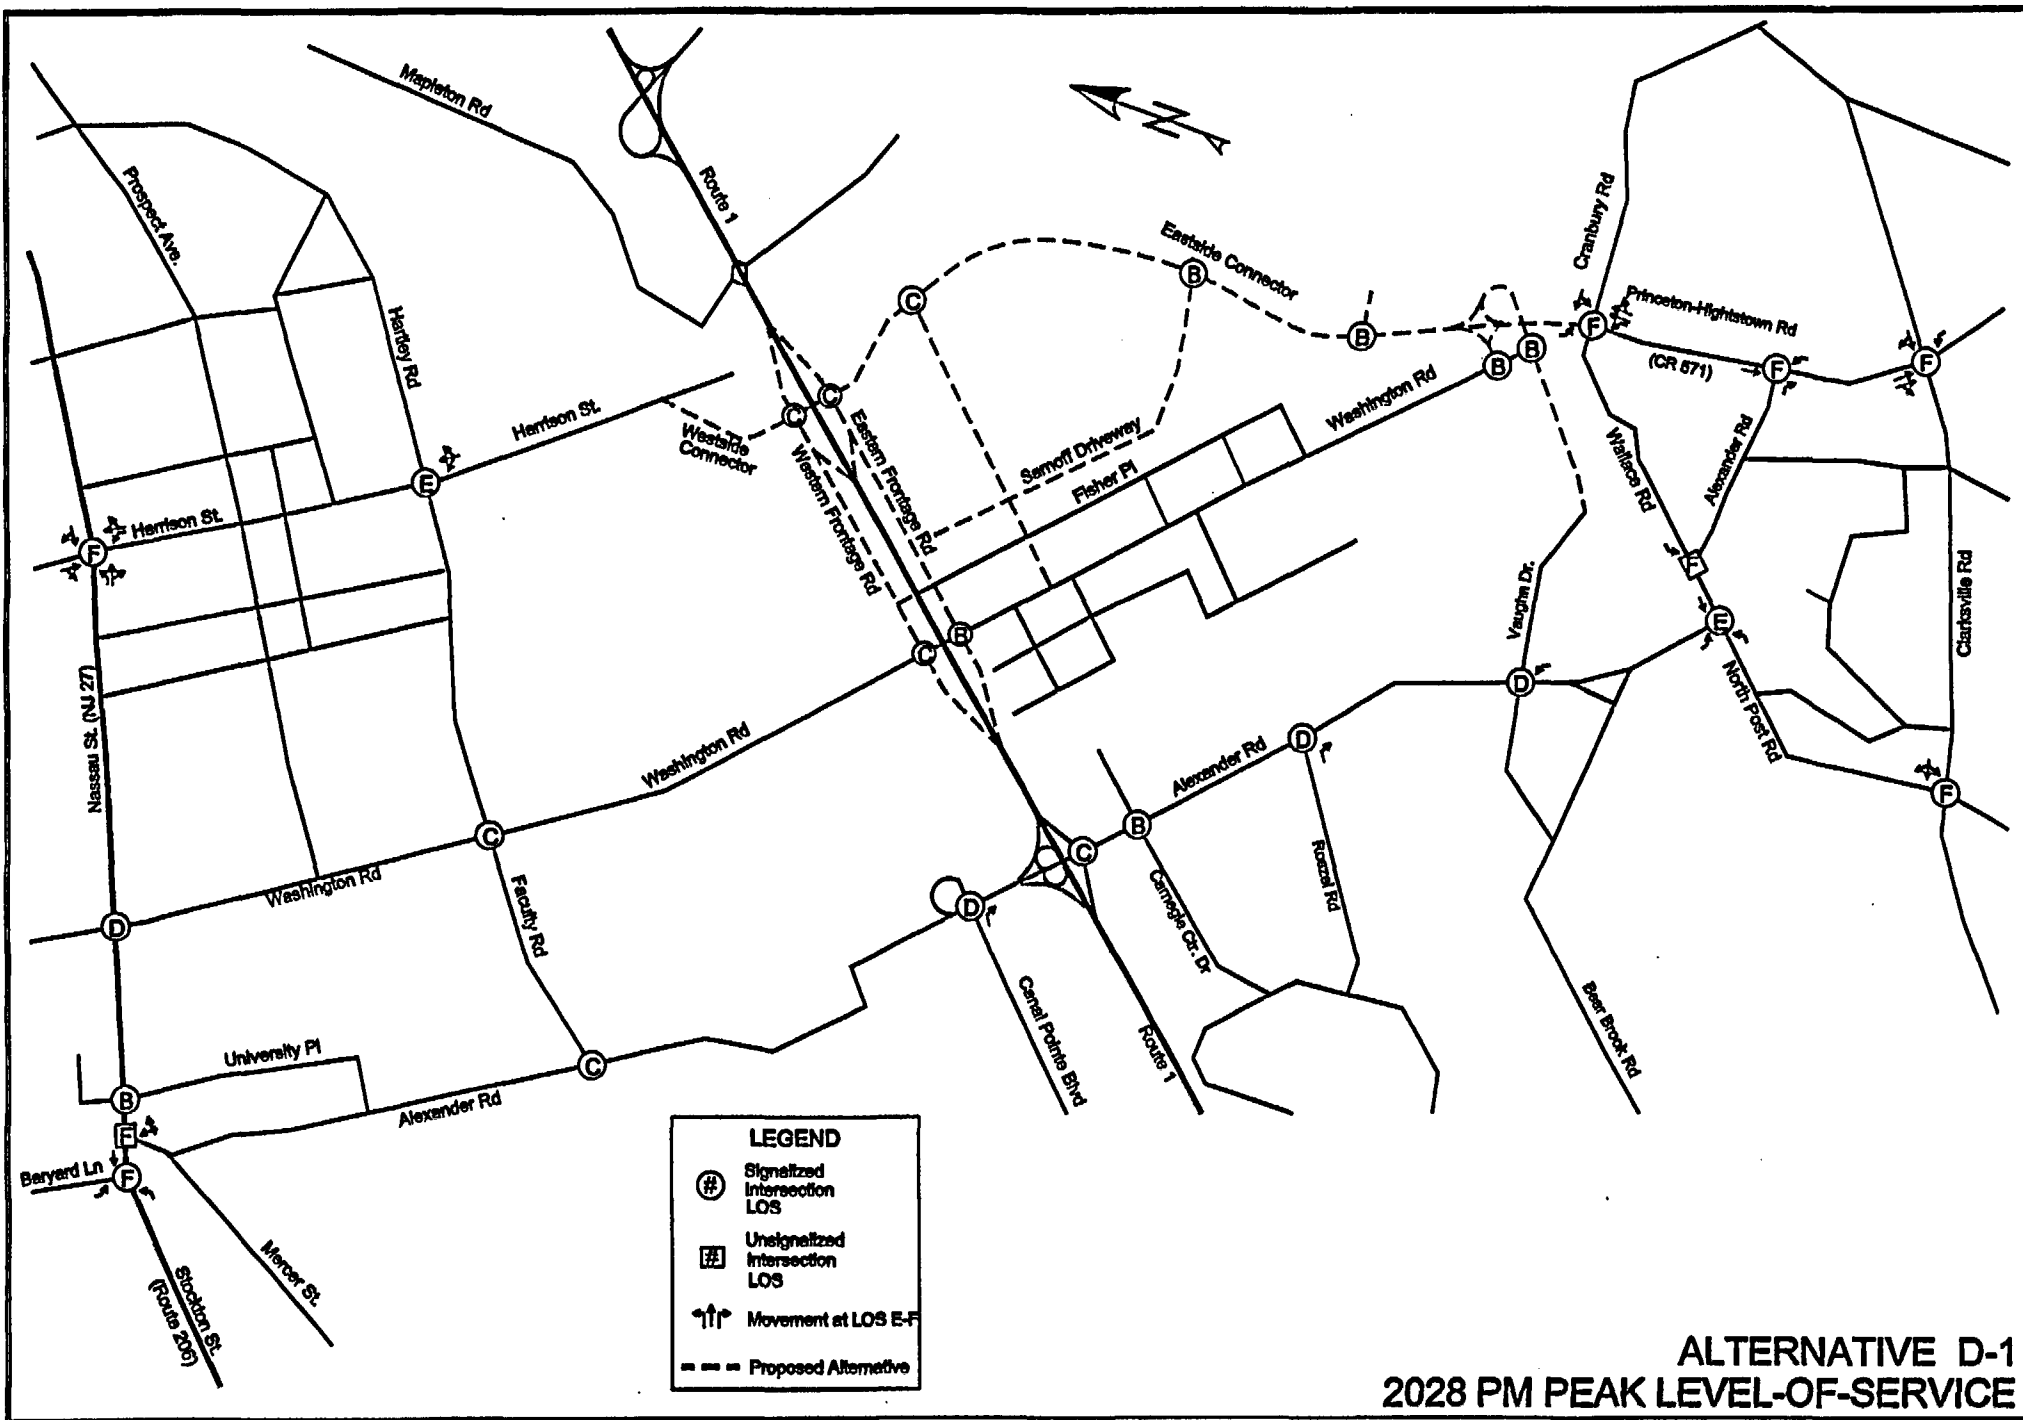 Mapleton Rd
Prospect Ave.
Route 1
N
Cranbury Rd
Eastside Connector
Princeton-Hightstown Rd
(CR 571)
Hartley Rd
Harrison St.
Westside
Connector
Eastern Frontage Rd
Western Frontage Rd
Sarnoff Driveway
Fisher Pl
Washington Rd
Wallace Rd
Alexander Rd
Harrison St.
Vaughn Dr.
Clarksville Rd
North Post Rd
Nassau St. (NJ 27)
Washington Rd
Alexander Rd
Washington Rd
Faculty Rd
Roszel Rd
Carnegie Ctr. Dr
Canal Pointe Blvd
Route 1
Bear Brook Rd
University Pl
Alexander Rd
Baryard Ln
Mercer St.
Stockton St.
(Route 206)
C
B
B
B
B
F
F
F
C
C
E
F
F
E
D
B
C
D
F
C
D
B
C
D
C
B
F
F
LEGEND
# Signalized
Intersection
LOS
# Unsignalized
Intersection
LOS
Movement at LOS E-F
Proposed Alternative
ALTERNATIVE D-1
2028 PM PEAK LEVEL-OF-SERVICE